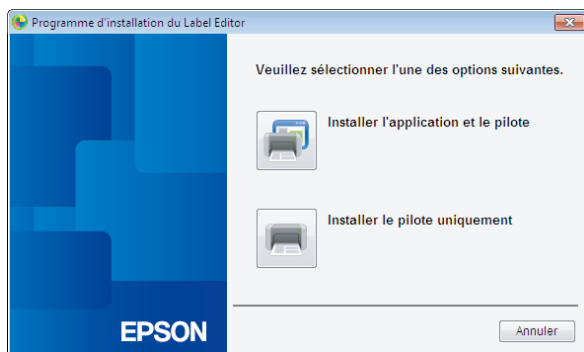 Programme d'installation du Label Editor
Veuillez sélectionner l'une des options suivantes.
Installer l'application et le pilote
Installer le pilote uniquement
EPSON
Annuler